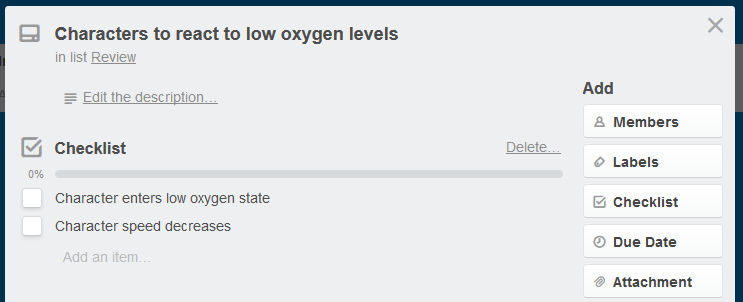 Characters to react to low oxygen levels
in list Review
Edit the description…
Add
Members
Labels
Checklist
Due Date
Attachment
Checklist
Delete…
0%
Character enters low oxygen state
Character speed decreases
Add an item…